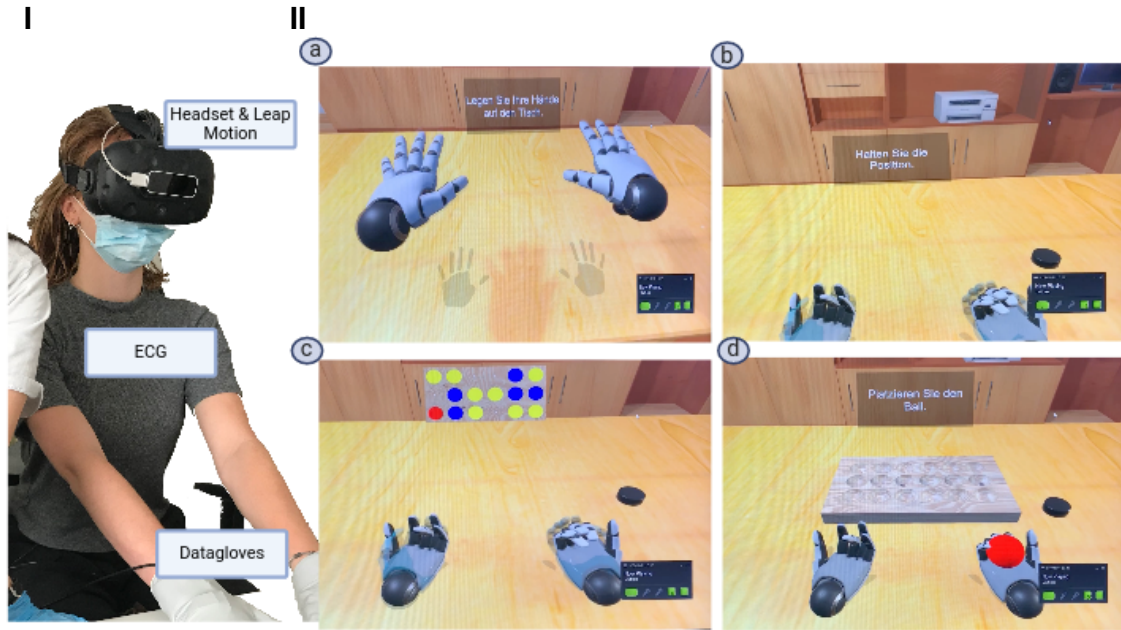 I
II
a
b
Headset & Leap
Motion
Legen Sie Ihre Hände
auf den Tisch.
Halten Sie die
Position.
c
d
ECG
Platzieren Sie den
Ball.
Datagloves